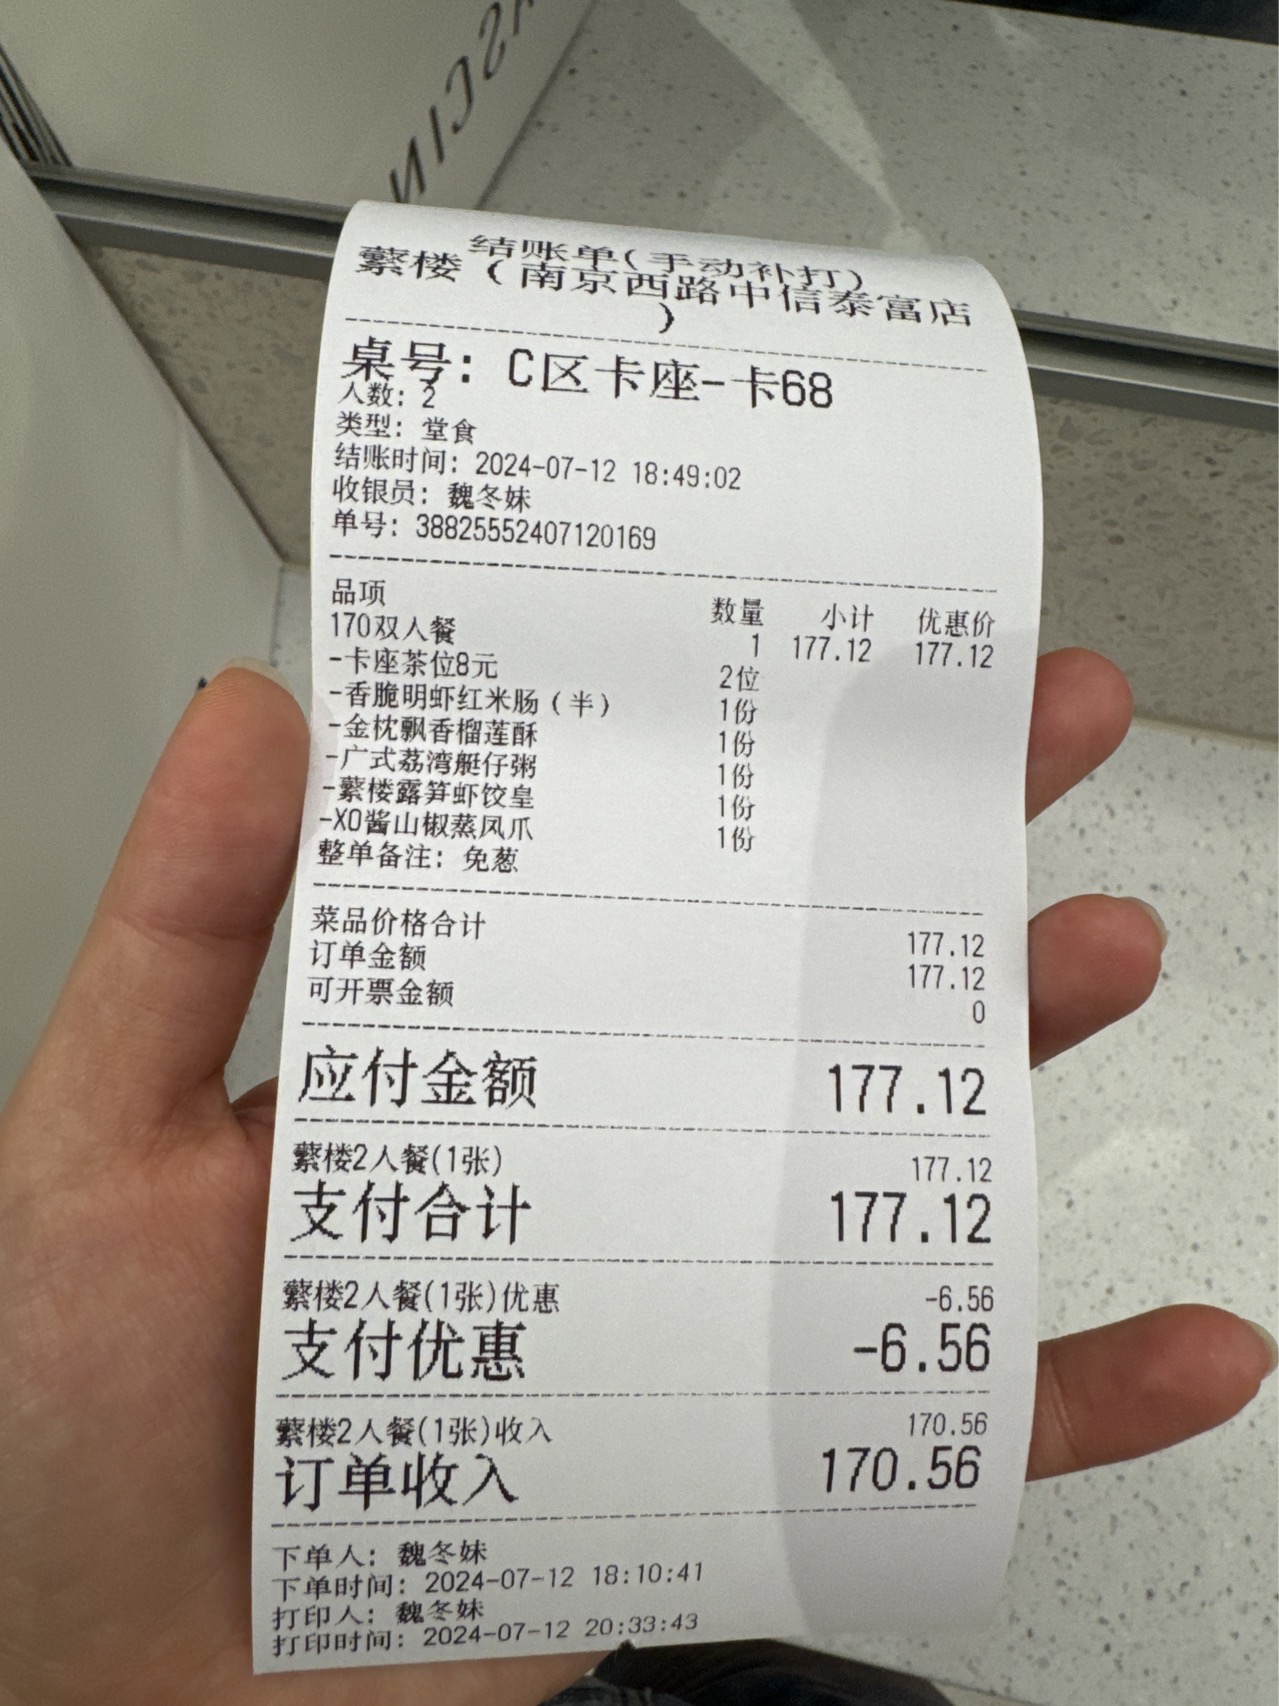 结账单(手动补打)
蘩楼（南京西路中信泰富店
）
桌号: C区卡座-卡68
人数: 2
类型: 堂食
结账时间: 2024-07-12 18:49:02
收银员: 魏冬妹
单号: 38825552407120169
品项 数量 小计 优惠价
170双人餐 1 177.12 177.12
-卡座茶位8元 2位
-香脆明虾红米肠（半） 1份
-金枕飘香榴莲酥 1份
-广式荔湾艇仔粥 1份
-蘩楼露笋虾饺皇 1份
-XO酱山椒蒸凤爪 1份
整单备注: 免葱
菜品价格合计 177.12
订单金额 177.12
可开票金额 0
应付金额 177.12
蘩楼2人餐(1张) 177.12
支付合计 177.12
蘩楼2人餐(1张)优惠 -6.56
支付优惠 -6.56
蘩楼2人餐(1张)收入 170.56
订单收入 170.56
下单人: 魏冬妹
下单时间: 2024-07-12 18:10:41
打印人: 魏冬妹
打印时间: 2024-07-12 20:33:43